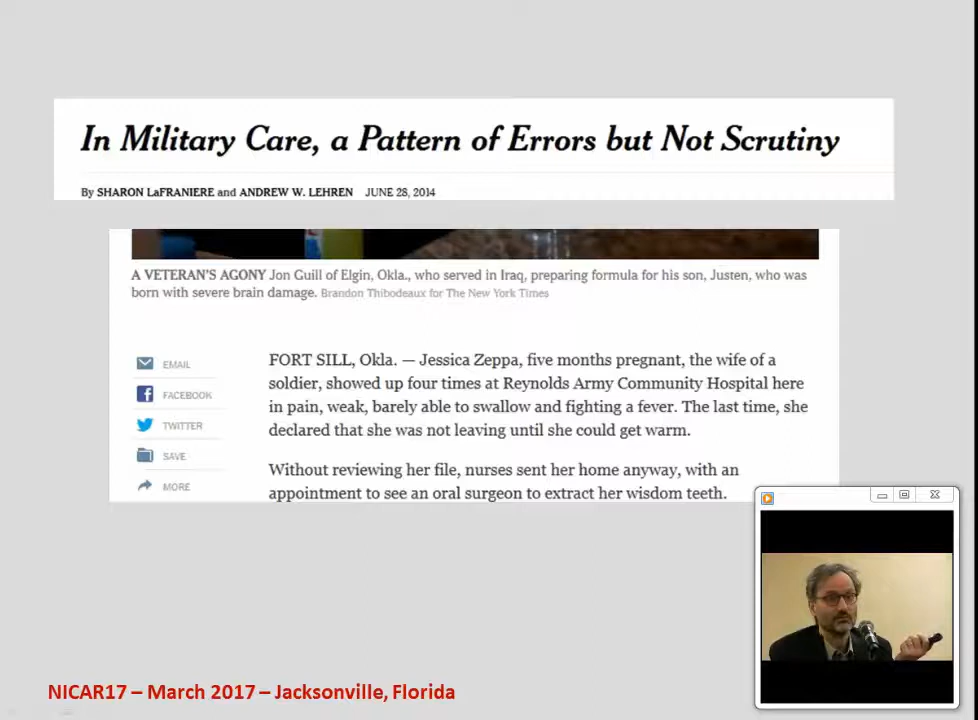 In Military Care, a Pattern of Errors but Not Scrutiny
By SHARON LaFRANIERE and ANDREW W. LEHREN JUNE 28, 2014
A VETERAN'S AGONY Jon Guill of Elgin, Okla., who served in Iraq, preparing formula for his son, Justen, who was
born with severe brain damage. Brandon Thibodeaux for The New York Times
EMAIL
FACEBOOK
TWITTER
SAVE
MORE
FORT SILL, Okla. — Jessica Zeppa, five months pregnant, the wife of a
soldier, showed up four times at Reynolds Army Community Hospital here
in pain, weak, barely able to swallow and fighting a fever. The last time, she
declared that she was not leaving until she could get warm.
Without reviewing her file, nurses sent her home anyway, with an
appointment to see an oral surgeon to extract her wisdom teeth.
NICAR17 – March 2017 – Jacksonville, Florida